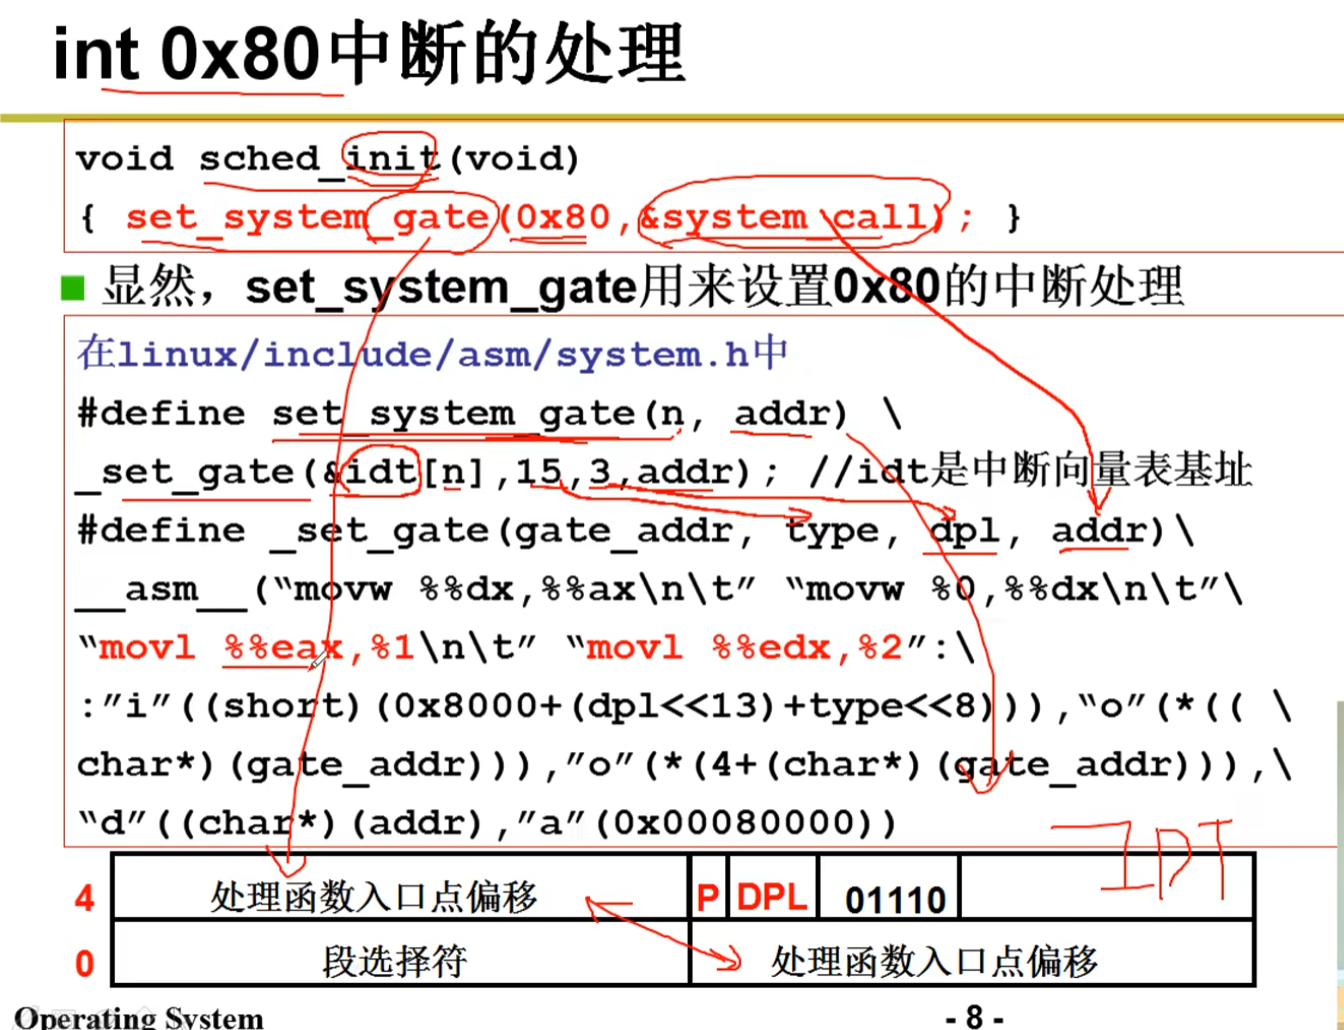 int 0x80中断的处理
void sched_init(void)
{ set_system_gate(0x80,&system_call); }
显然，set_system_gate用来设置0x80的中断处理
在linux/include/asm/system.h中
#define set_system_gate(n, addr) \
_set_gate(&idt[n],15,3,addr); //idt是中断向量表基址
#define _set_gate(gate_addr, type, dpl, addr)\
__asm__(“movw %%dx,%%ax\n\t” “movw %0,%%dx\n\t”\
“movl %%eax,%1\n\t” “movl %%edx,%2”:\
:”i”((short)(0x8000+(dpl<<13)+type<<8))),“o”(*(( \
char*)(gate_addr))),”o”(*(4+(char*)(gate_addr))),\
“d”((char*)(addr),”a”(0x00080000))
IDT
4 处理函数入口点偏移 P DPL 01110
0 段选择符 处理函数入口点偏移
Operating System - 8 -